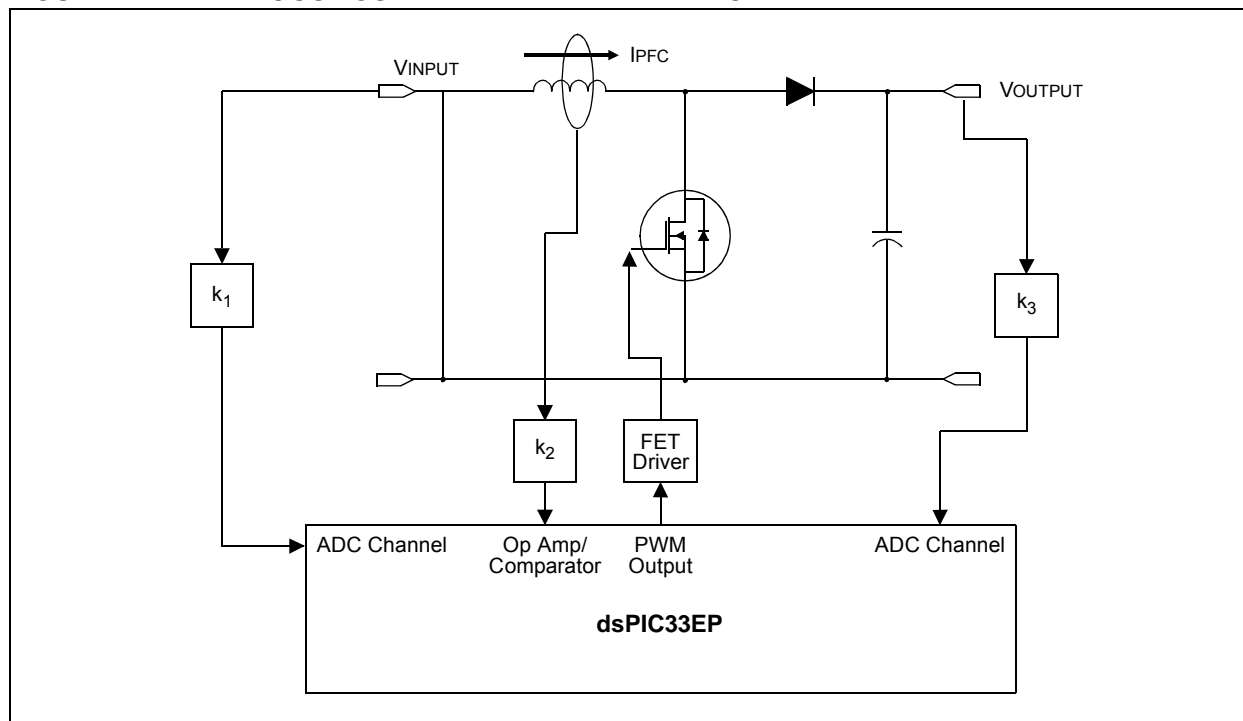 IPFC
VINPUT
VOUTPUT
k1
k3
k2
FET
Driver
ADC Channel
Op Amp/
Comparator
PWM
Output
ADC Channel
dsPIC33EP